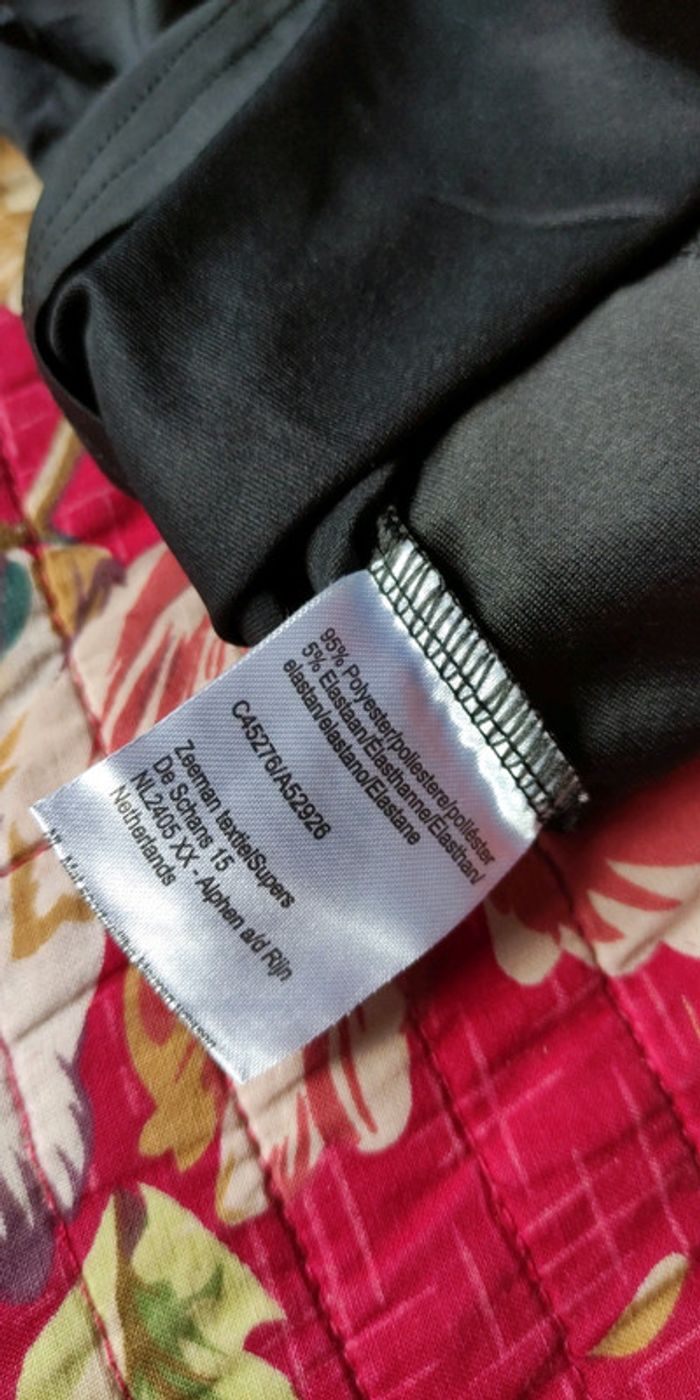 95% Polyester/poliestere/poliéster
5% Elastaan/Elasthanne/Elasthan/
elastan/elastano/Elastane
C45276/A52926
Zeeman textielSupers
De Schans 15
NL2405 XX - Alphen a/d Rijn
Netherlands